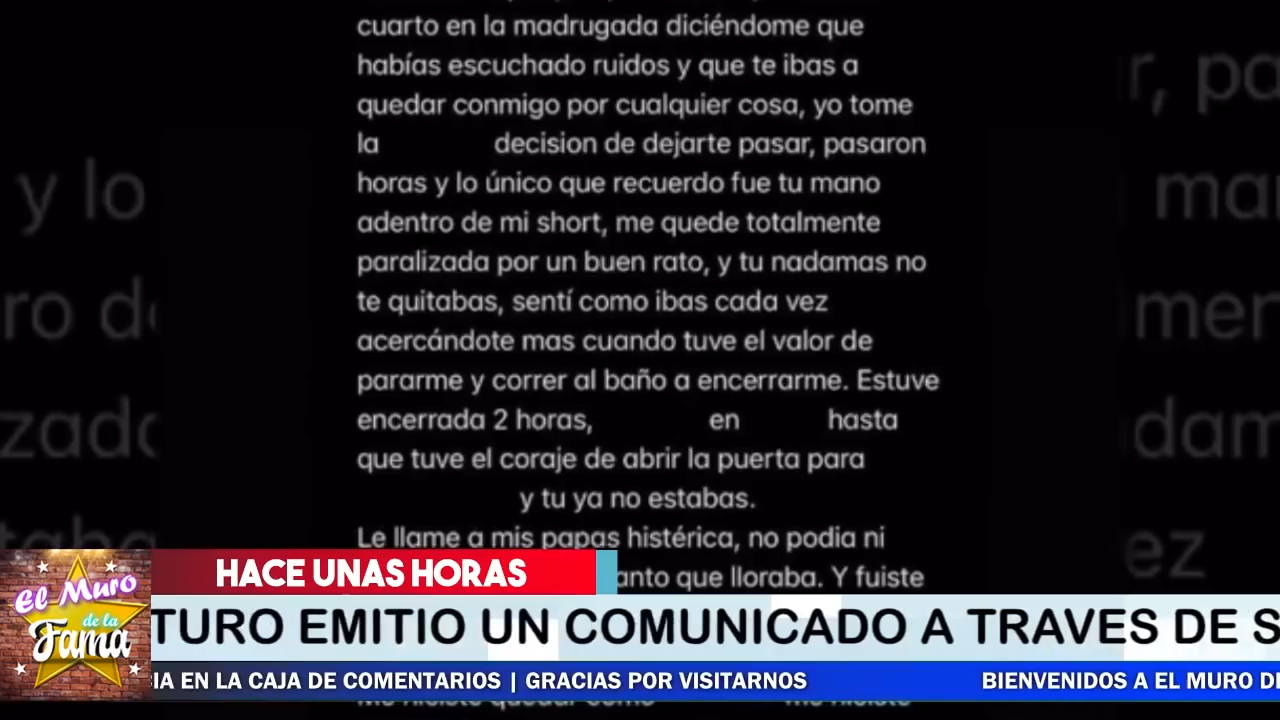 cuarto en la madrugada diciéndome que
habías escuchado ruidos y que te ibas a
quedar conmigo por cualquier cosa, yo tome
la decision de dejarte pasar, pasaron
horas y lo único que recuerdo fue tu mano
adentro de mi short, me quede totalmente
paralizada por un buen rato, y tu nadamas no
te quitabas, sentí como ibas cada vez
acercándote mas cuando tuve el valor de
pararme y correr al baño a encerrarme. Estuve
encerrada 2 horas, en hasta
que tuve el coraje de abrir la puerta para
y tu ya no estabas.
Le llame a mis papas histérica, no podia ni
anto que lloraba. Y fuiste
HACE UNAS HORAS
El Muro
de la
Fama
TURO EMITIO UN COMUNICADO A TRAVES DE S
IA EN LA CAJA DE COMENTARIOS | GRACIAS POR VISITARNOS BIENVENIDOS A EL MURO DE